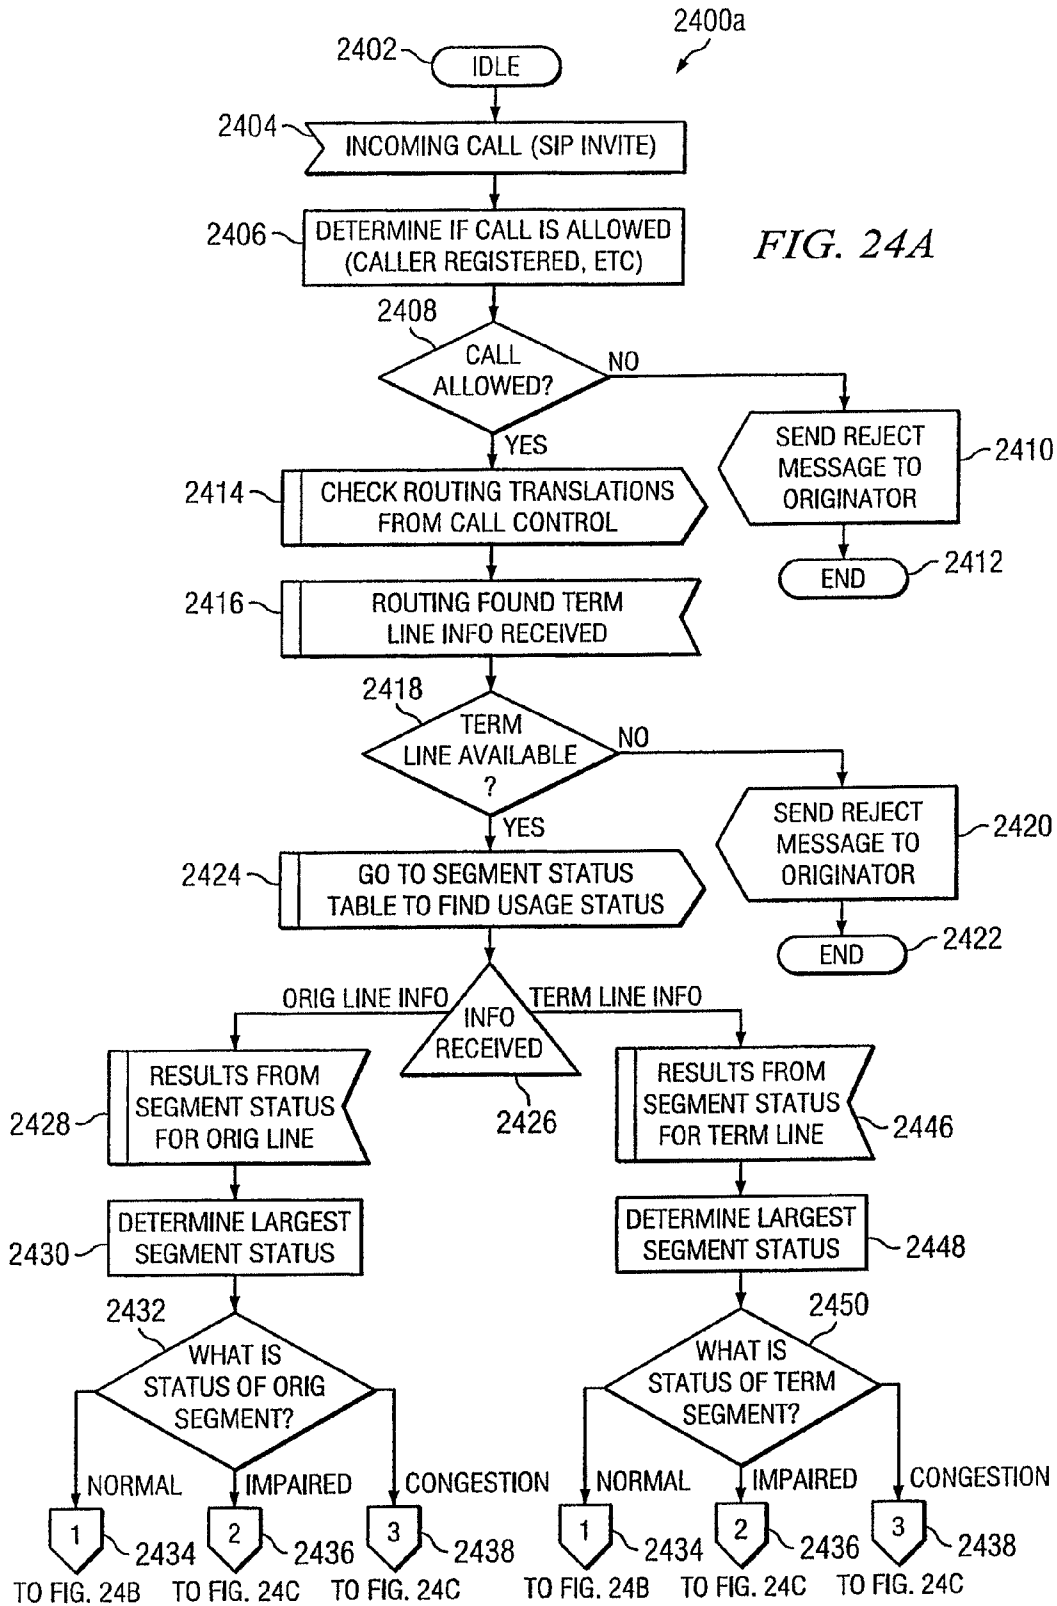 2400a
2402
IDLE
2404
INCOMING CALL (SIP INVITE)
2406
DETERMINE IF CALL IS ALLOWED
(CALLER REGISTERED, ETC)
FIG. 24A
2408
CALL
ALLOWED?
NO
YES
SEND REJECT
MESSAGE TO
ORIGINATOR
2410
END
2412
2414
CHECK ROUTING TRANSLATIONS
FROM CALL CONTROL
2416
ROUTING FOUND TERM
LINE INFO RECEIVED
2418
TERM
LINE AVAILABLE
?
NO
YES
SEND REJECT
MESSAGE TO
ORIGINATOR
2420
END
2422
2424
GO TO SEGMENT STATUS
TABLE TO FIND USAGE STATUS
ORIG LINE INFO
TERM LINE INFO
INFO
RECEIVED
2426
2428
RESULTS FROM
SEGMENT STATUS
FOR ORIG LINE
RESULTS FROM
SEGMENT STATUS
FOR TERM LINE
2446
2430
DETERMINE LARGEST
SEGMENT STATUS
DETERMINE LARGEST
SEGMENT STATUS
2448
2432
WHAT IS
STATUS OF ORIG
SEGMENT?
2450
WHAT IS
STATUS OF TERM
SEGMENT?
NORMAL
IMPAIRED
CONGESTION
NORMAL
IMPAIRED
CONGESTION
1
2434
2
2436
3
2438
1
2434
2
2436
3
2438
TO FIG. 24B
TO FIG. 24C
TO FIG. 24C
TO FIG. 24B
TO FIG. 24C
TO FIG. 24C